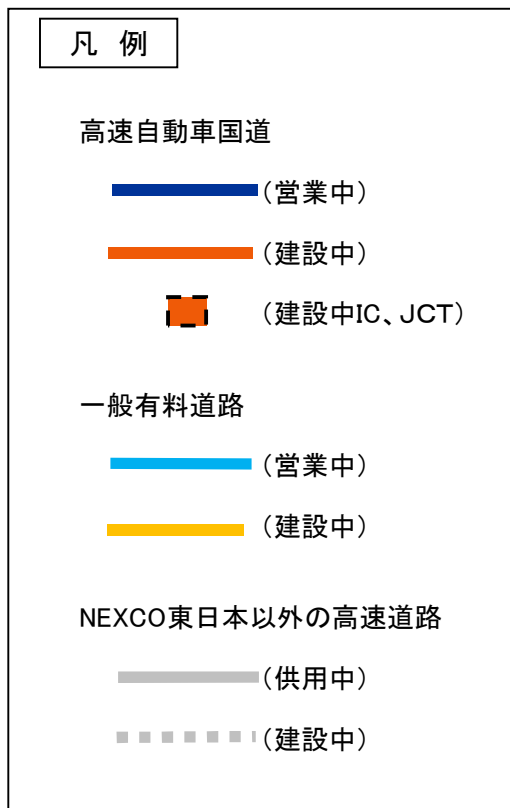 凡 例
高速自動車国道
(営業中)
(建設中)
(建設中IC、JCT)
一般有料道路
(営業中)
(建設中)
NEXCO東日本以外の高速道路
(供用中)
(建設中)